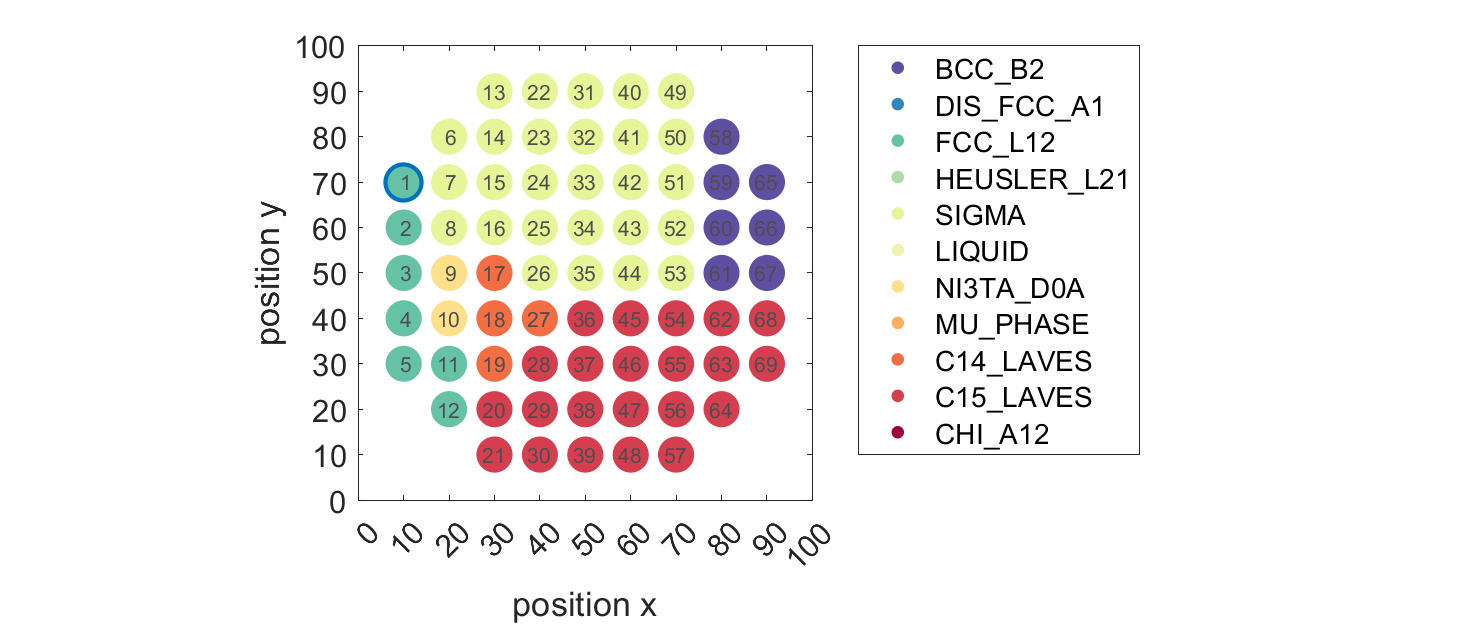 100
90 13 22 31 40 49
80 6 14 23 32 41 50 58
70 1 7 15 24 33 42 51 59 65
60 2 8 16 25 34 43 52 60 66
50 3 9 17 26 35 44 53 61 67
40 4 10 18 27 36 45 54 62 68
30 5 11 19 28 37 46 55 63 69
20 12 20 29 38 47 56 64
10 21 30 39 48 57
0
0 10 20 30 40 50 60 70 80 90 100
position x
position y
BCC_B2
DIS_FCC_A1
FCC_L12
HEUSLER_L21
SIGMA
LIQUID
NI3TA_D0A
MU_PHASE
C14_LAVES
C15_LAVES
CHI_A12